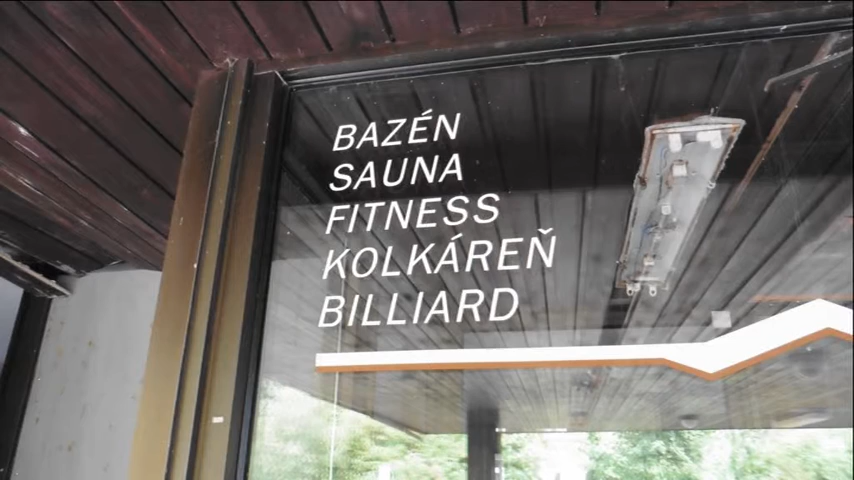 BAZÉN
SAUNA
FITNESS
KOLKÁREŇ
BILLIARD